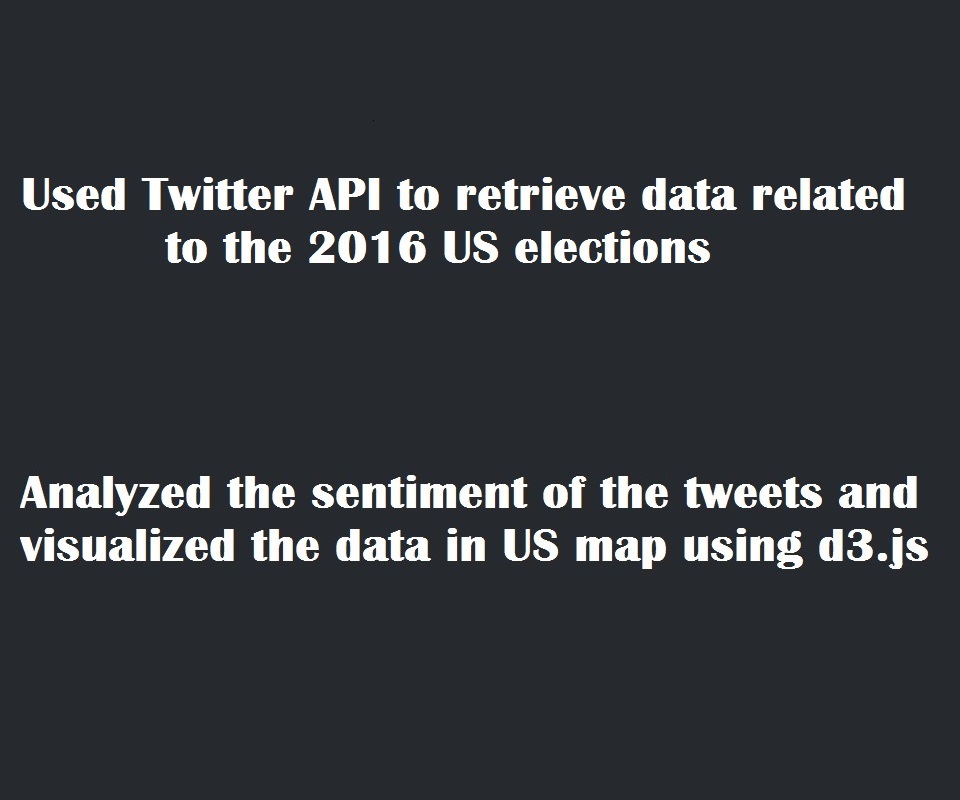 Used Twitter API to retrieve data related
to the 2016 US elections
Analyzed the sentiment of the tweets and
visualized the data in US map using d3.js